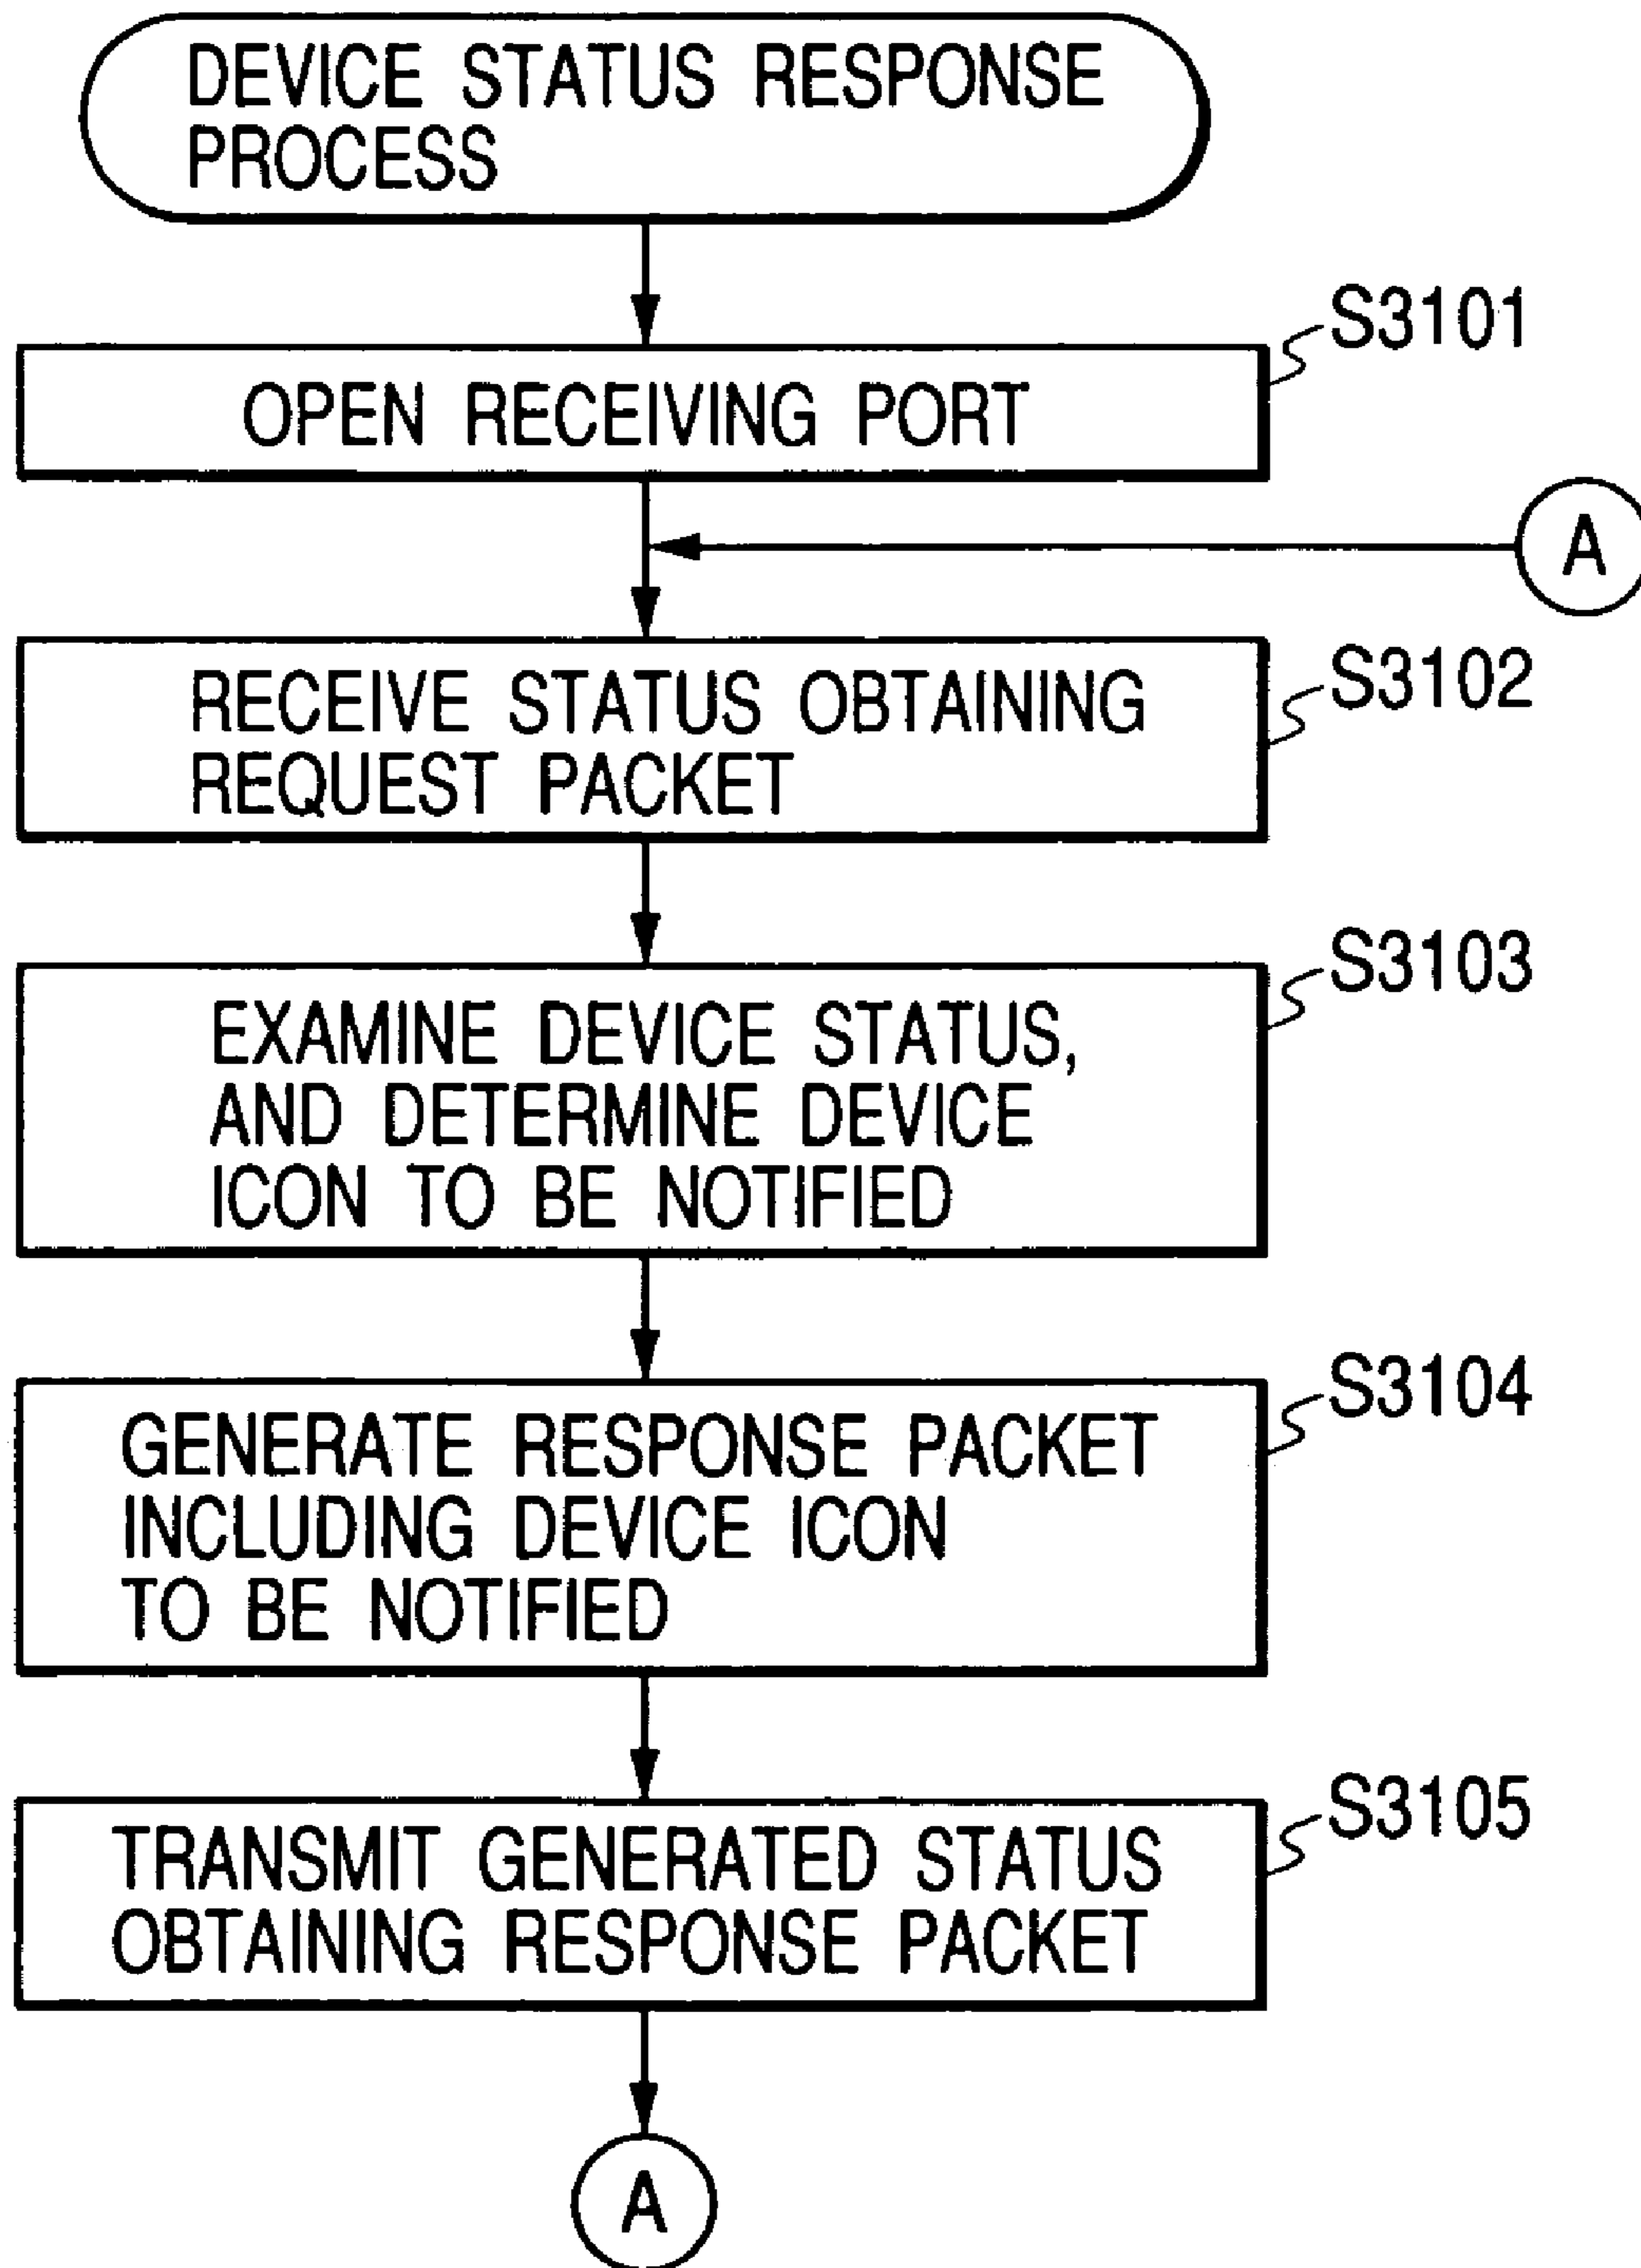 DEVICE STATUS RESPONSE
PROCESS
S3101
OPEN RECEIVING PORT
A
S3102
RECEIVE STATUS OBTAINING
REQUEST PACKET
S3103
EXAMINE DEVICE STATUS,
AND DETERMINE DEVICE
ICON TO BE NOTIFIED
S3104
GENERATE RESPONSE PACKET
INCLUDING DEVICE ICON
TO BE NOTIFIED
S3105
TRANSMIT GENERATED STATUS
OBTAINING RESPONSE PACKET
A